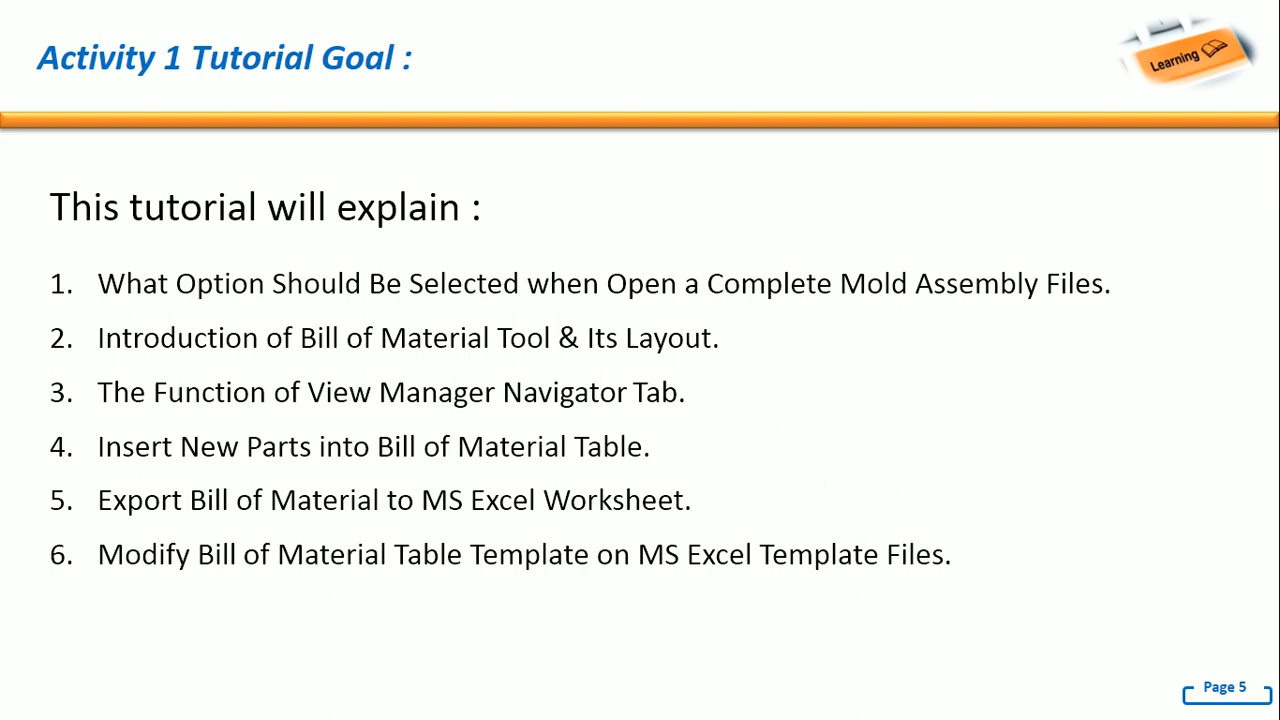 Activity 1 Tutorial Goal :
Learning
This tutorial will explain :
1. What Option Should Be Selected when Open a Complete Mold Assembly Files.
2. Introduction of Bill of Material Tool & Its Layout.
3. The Function of View Manager Navigator Tab.
4. Insert New Parts into Bill of Material Table.
5. Export Bill of Material to MS Excel Worksheet.
6. Modify Bill of Material Table Template on MS Excel Template Files.
Page 5